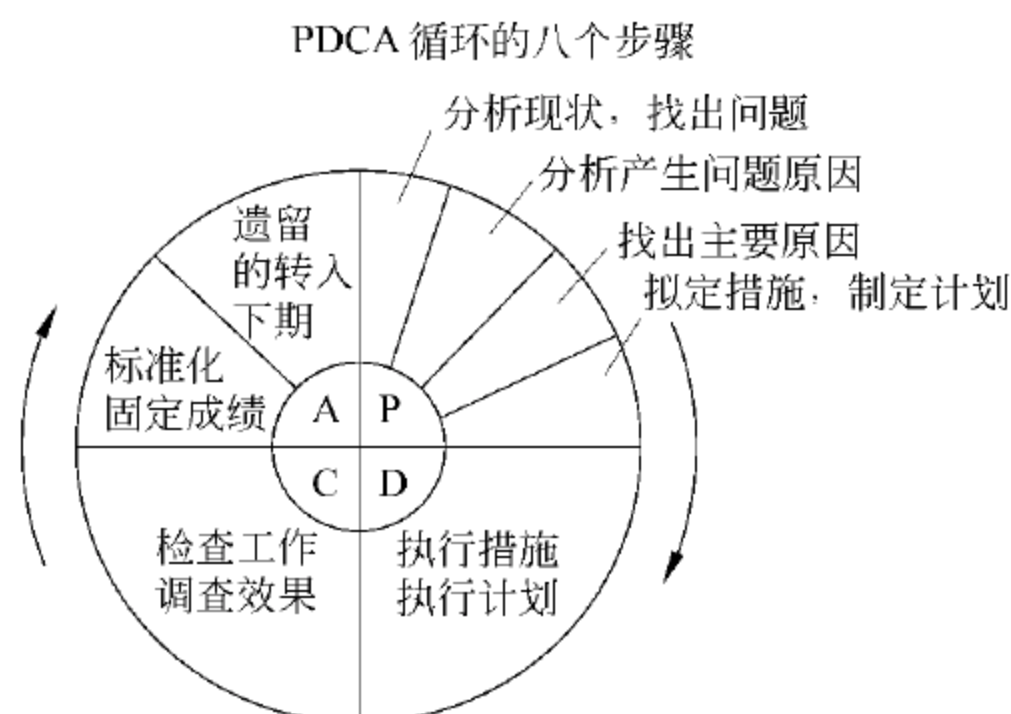 PDCA 循环的八个步骤
分析现状，找出问题
分析产生问题原因
找出主要原因
拟定措施，制定计划
遗留
的转入
下期
标准化
固定成绩
A
P
C
D
检查工作
调查效果
执行措施
执行计划